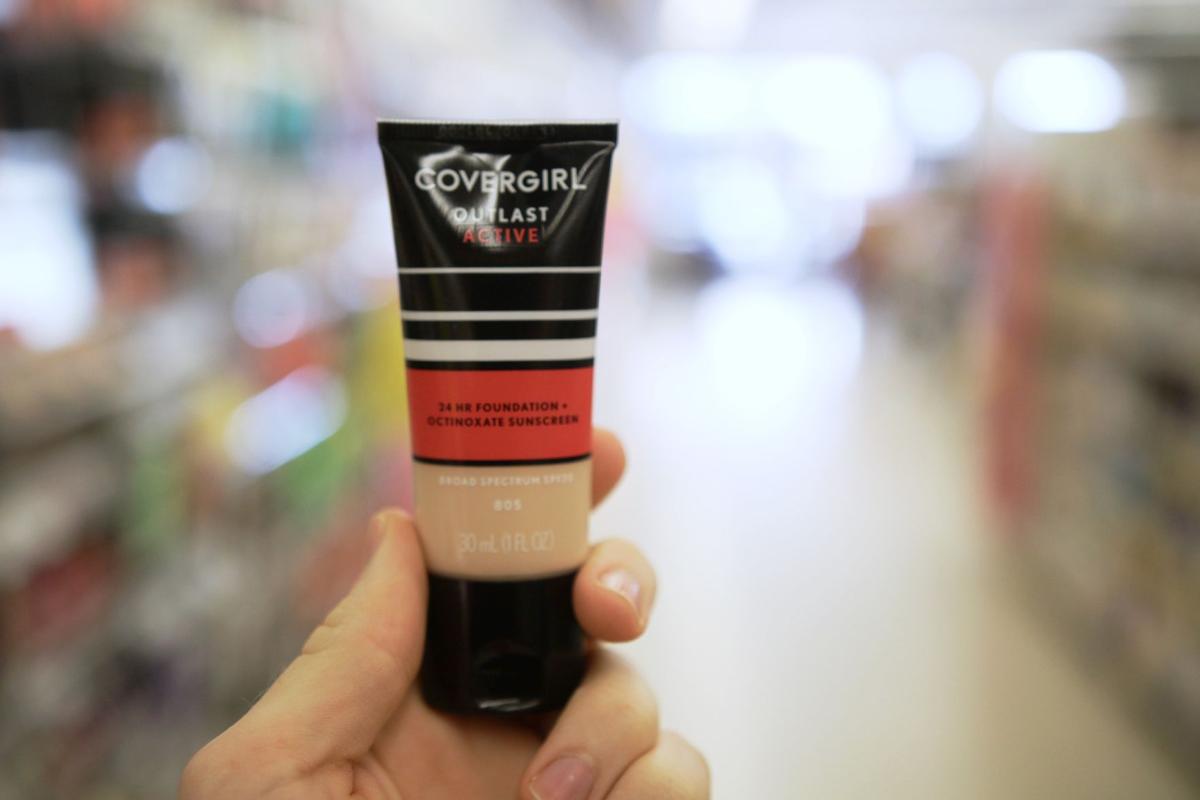 COVERGIRL
OUTLAST
ACTIVE
24 HR FOUNDATION +
OCTINOXATE SUNSCREEN
BROAD SPECTRUM SPF20
805
30 mL (1 FL OZ)